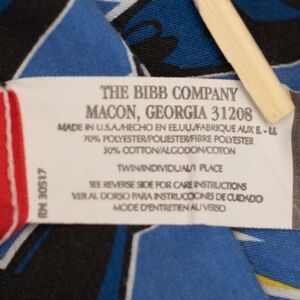 THE BIBB COMPANY
MACON, GEORGIA 31208
MADE IN U.S.A./HECHO EN EE.UU./FABRIQUE AUX E.-U.
70% POLYESTER/POLIESTER/FIBRE POLYESTER
30% COTTON/ALGODON/COTON
TWIN/INDIVIDUAL/1 PLACE
SEE REVERSE SIDE FOR CARE INSTRUCTIONS
VER AL DORSO PARA INSTRUCCIONES DE CUIDADO
MODE D'ENTRETIEN AU VERSO
RN 30517